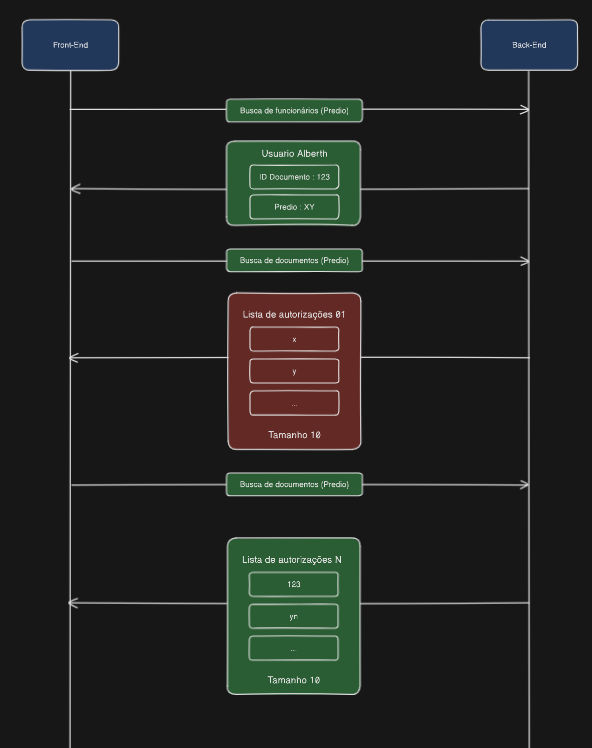 Front-End
Back-End
Busca de funcionários (Predio)
Usuario Alberth
ID Documento : 123
Predio : XY
Busca de documentos (Predio)
Lista de autorizações 01
x
y
...
Tamanho 10
Busca de documentos (Predio)
Lista de autorizações N
123
yn
...
Tamanho 10